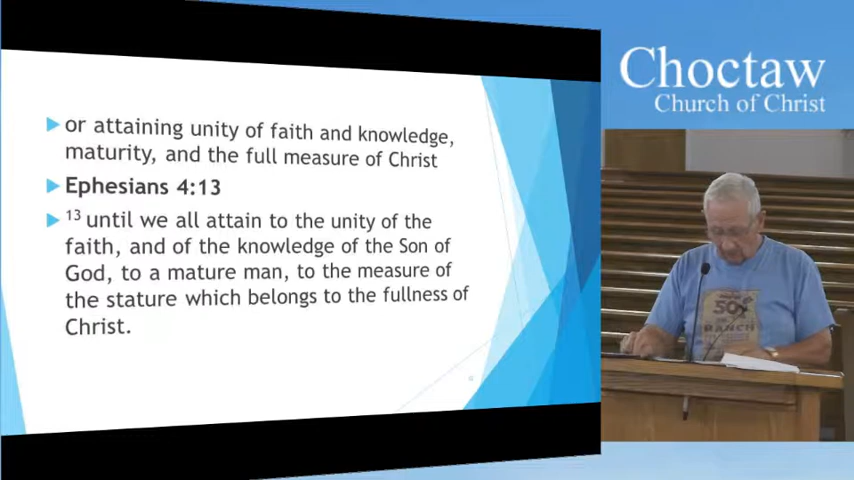 or attaining unity of faith and knowledge,
maturity, and the full measure of Christ
Ephesians 4:13
13 until we all attain to the unity of the
faith, and of the knowledge of the Son of
God, to a mature man, to the measure of
the stature which belongs to the fullness of
Christ.
Choctaw
Church of Christ
50
RANCH